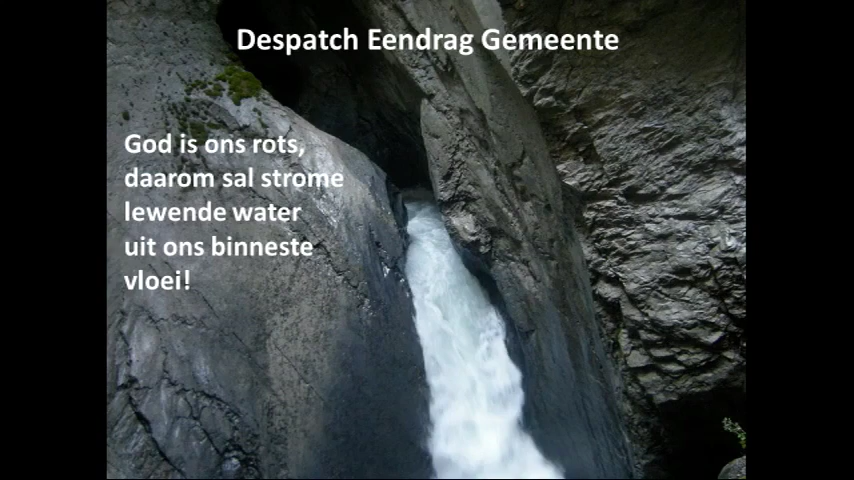 Despatch Eendrag Gemeente
God is ons rots,
daarom sal strome
lewende water
uit ons binneste
vloei!